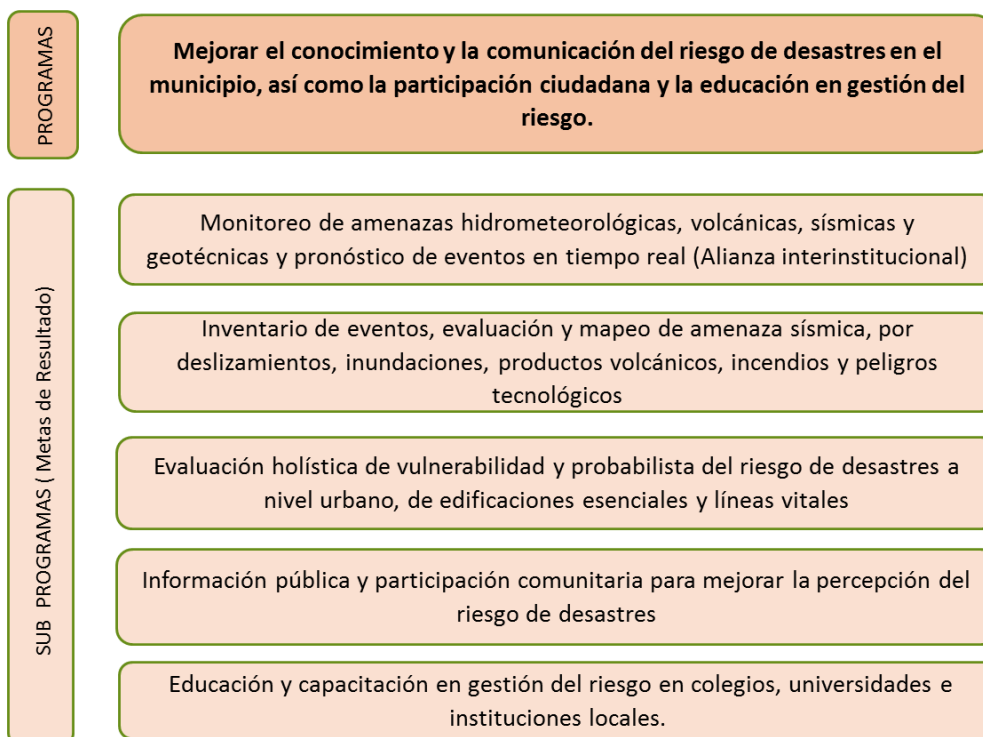 PROGRAMAS
Mejorar el conocimiento y la comunicación del riesgo de desastres en el
municipio, así como la participación ciudadana y la educación en gestión del
riesgo.
SUB PROGRAMAS ( Metas de Resultado)
Monitoreo de amenazas hidrometeorológicas, volcánicas, sísmicas y
geotécnicas y pronóstico de eventos en tiempo real (Alianza interinstitucional)
Inventario de eventos, evaluación y mapeo de amenaza sísmica, por
deslizamientos, inundaciones, productos volcánicos, incendios y peligros
tecnológicos
Evaluación holística de vulnerabilidad y probabilista del riesgo de desastres a
nivel urbano, de edificaciones esenciales y líneas vitales
Información pública y participación comunitaria para mejorar la percepción del
riesgo de desastres
Educación y capacitación en gestión del riesgo en colegios, universidades e
instituciones locales.